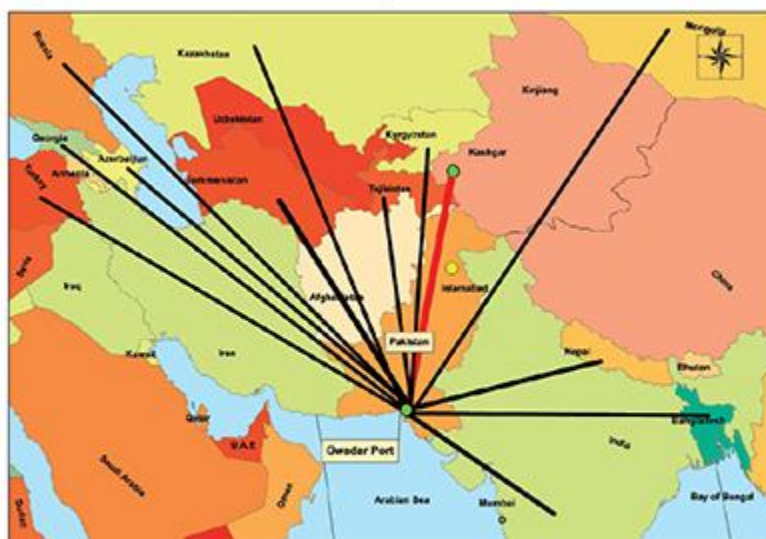 Russia
Kazakhstan
Mongolia
Uzbekistan
Xinjiang
Georgia
Kyrgyzstan
Kashgar
Azerbaijan
Armenia
Turkey
Turkmenistan
Tajikistan
Syria
Iraq
Afghanistan
Islamabad
China
Pakistan
Kuwait
Iran
Nepal
Bhutan
Qatar
U.A.E
Bangladesh
India
Gwadar Port
Saudi Arabia
Oman
Arabian Sea
Mumbai
Bay of Bengal
Sudan